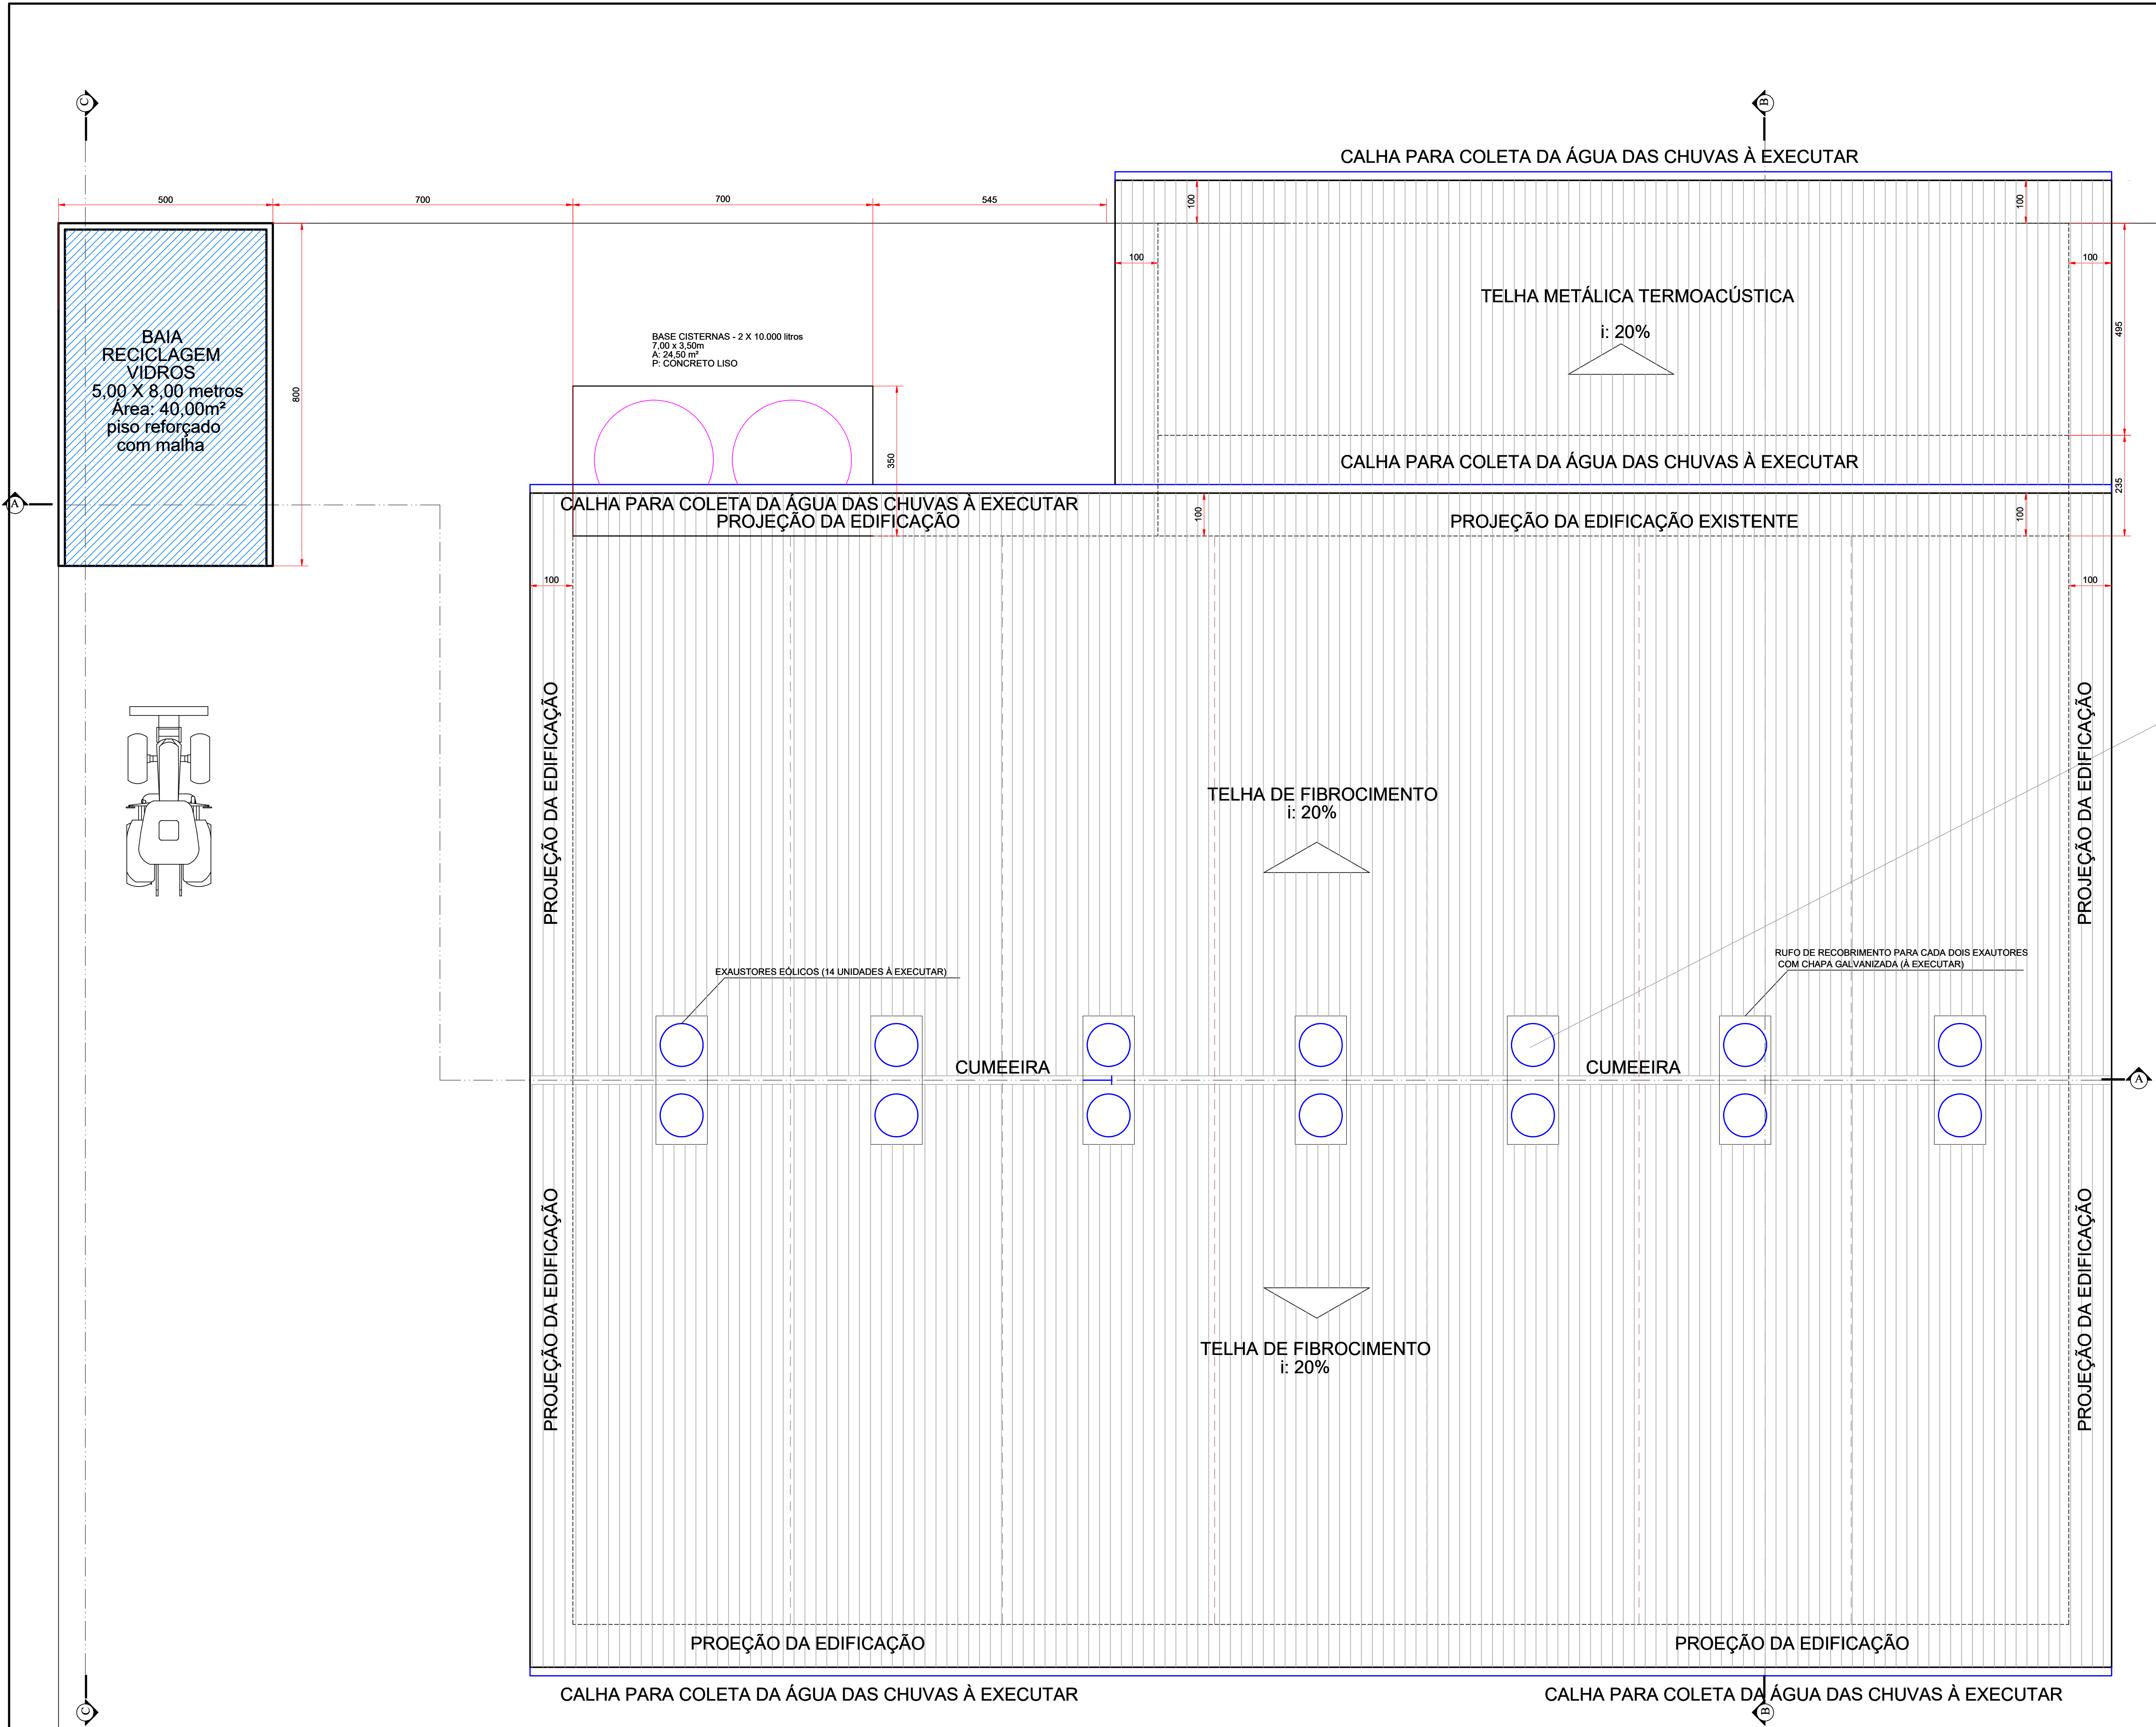 C
B
CALHA PARA COLETA DA ÁGUA DAS CHUVAS À EXECUTAR
500
700
700
545
100
100
100
100
TELHA METÁLICA TERMOACÚSTICA
i: 20%
495
BASE CISTERNAS - 2 X 10.000 litros
7,00 x 3,50m
A: 24,50 m²
P: CONCRETO LISO
BAIA
RECICLAGEM
VIDROS
5,00 X 8,00 metros
Área: 40,00m²
piso reforçado
com malha
800
350
CALHA PARA COLETA DA ÁGUA DAS CHUVAS À EXECUTAR
235
A
CALHA PARA COLETA DA ÁGUA DAS CHUVAS À EXECUTAR
PROJEÇÃO DA EDIFICAÇÃO
100
PROJEÇÃO DA EDIFICAÇÃO EXISTENTE
100
100
100
PROJEÇÃO DA EDIFICAÇÃO
PROJEÇÃO DA EDIFICAÇÃO
TELHA DE FIBROCIMENTO
i: 20%
EXAUSTORES EÓLICOS (14 UNIDADES À EXECUTAR)
RUFO DE RECOBRIMENTO PARA CADA DOIS EXAUTORES
COM CHAPA GALVANIZADA (À EXECUTAR)
CUMEEIRA
CUMEEIRA
A
PROJEÇÃO DA EDIFICAÇÃO
PROJEÇÃO DA EDIFICAÇÃO
TELHA DE FIBROCIMENTO
i: 20%
PROEÇÃO DA EDIFICAÇÃO
PROEÇÃO DA EDIFICAÇÃO
CALHA PARA COLETA DA ÁGUA DAS CHUVAS À EXECUTAR
CALHA PARA COLETA DA ÁGUA DAS CHUVAS À EXECUTAR
C
B